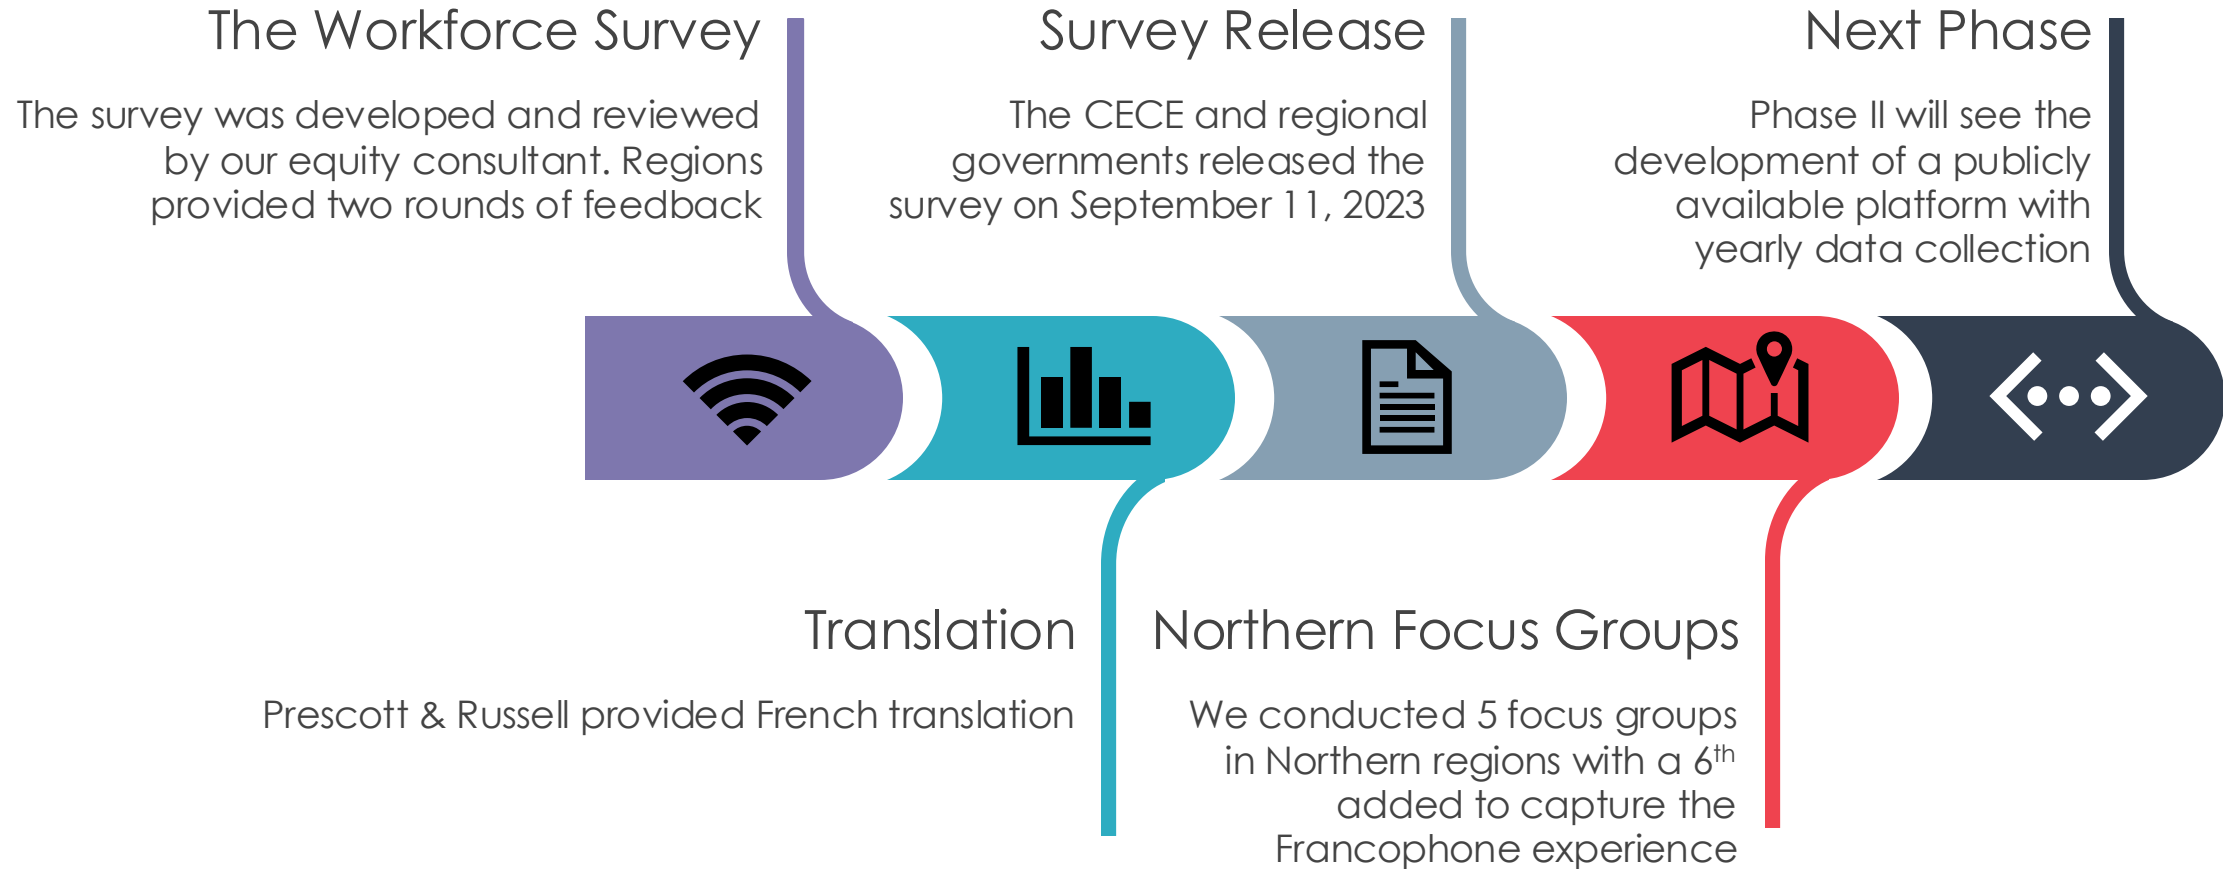 The Workforce Survey
The survey was developed and reviewed
by our equity consultant. Regions
provided two rounds of feedback
Survey Release
The CECE and regional
governments released the
survey on September 11, 2023
Next Phase
Phase II will see the
development of a publicly
available platform with
yearly data collection
Translation
Prescott & Russell provided French translation
Northern Focus Groups
We conducted 5 focus groups
in Northern regions with a 6th
added to capture the
Francophone experience